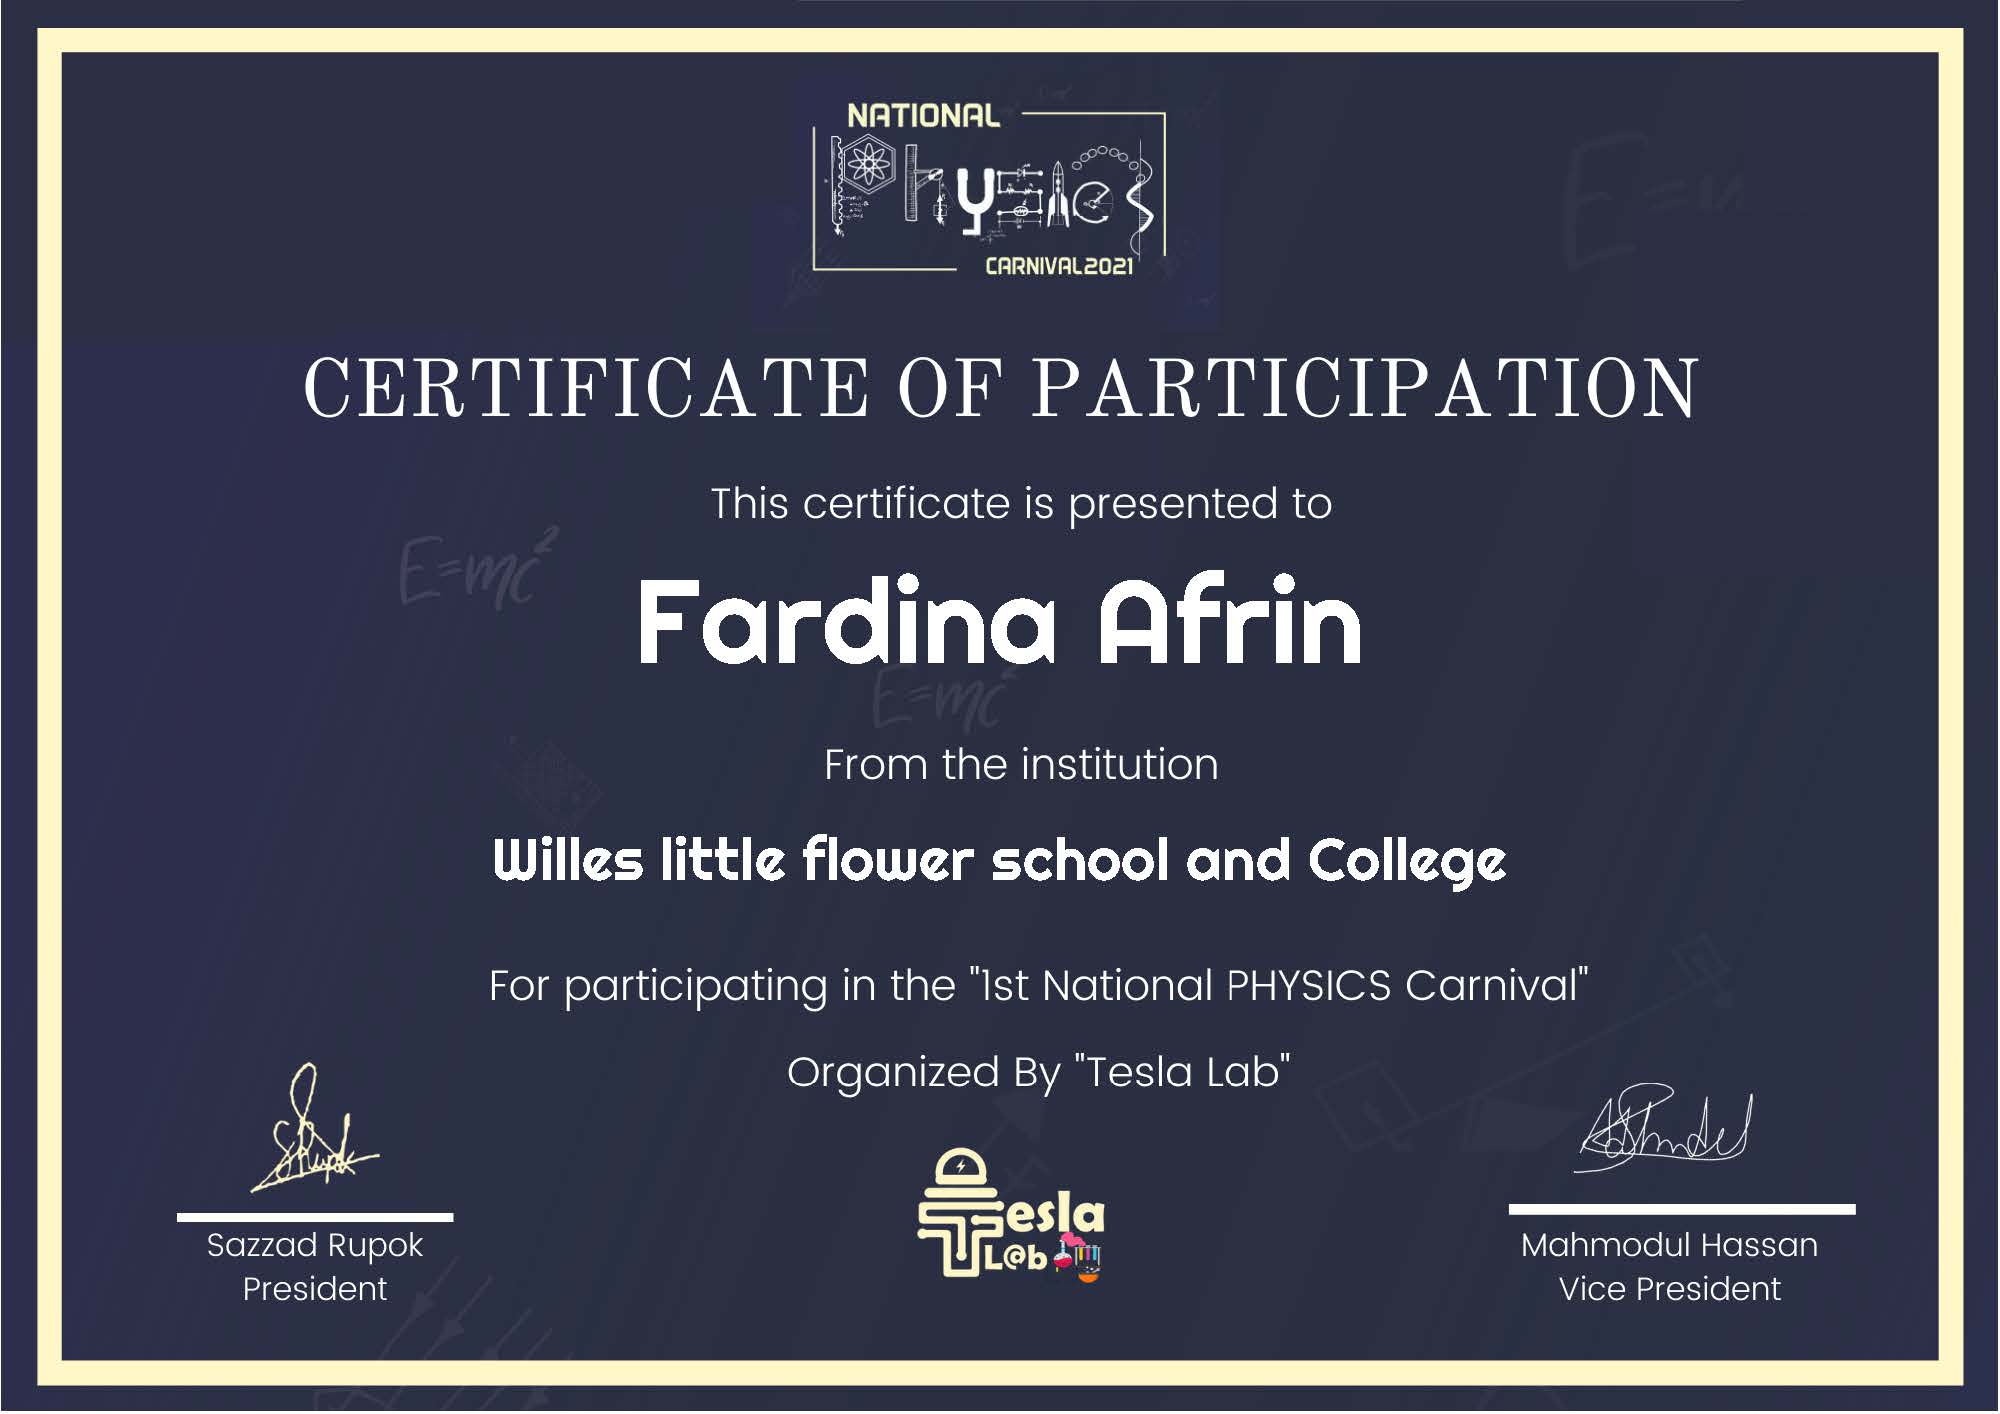 NATIONAL
PHYSICS
CARNIVAL2021
CERTIFICATE OF PARTICIPATION
This certificate is presented to
E=mc²
Fardina Afrin
E=mc²
From the institution
Willes little flower school and College
For participating in the "1st National PHYSICS Carnival"
Organized By "Tesla Lab"
Tesla
L@b
Sazzad Rupok
President
Mahmodul Hassan
Vice President